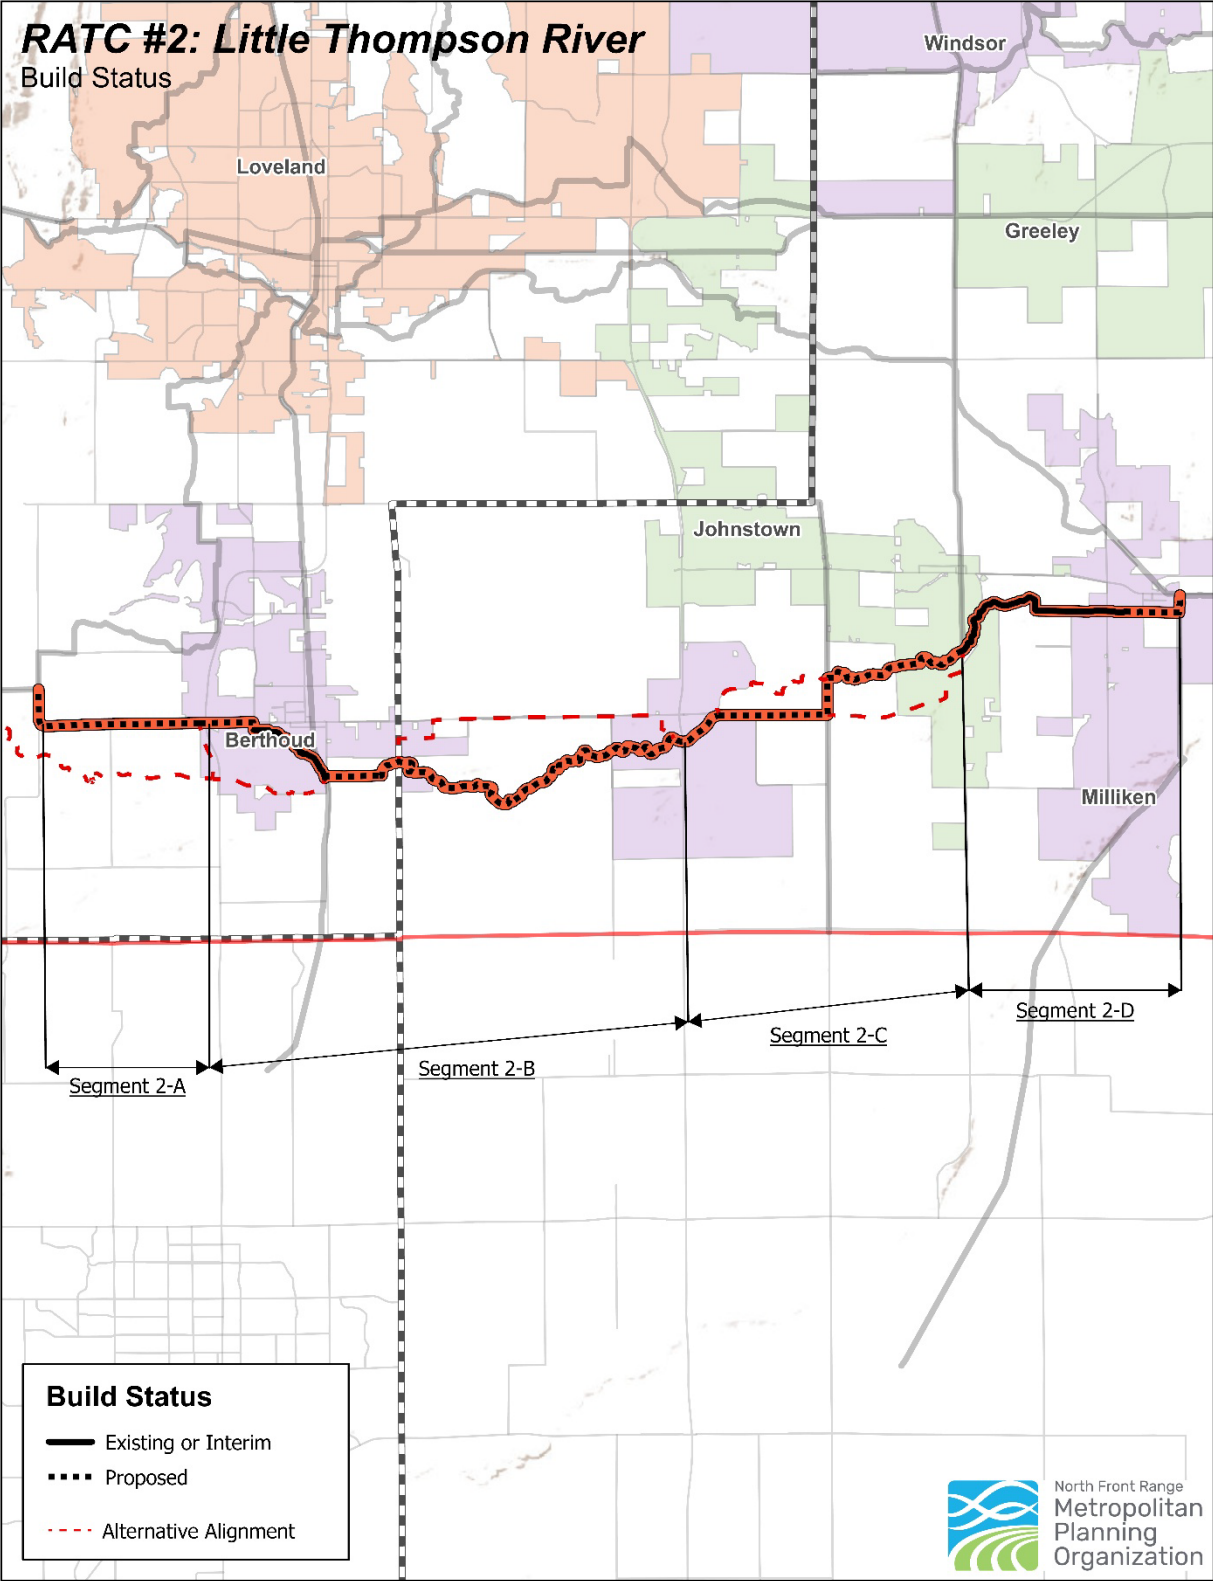 RATC #2: Little Thompson River
Build Status
Windsor
Loveland
Greeley
Johnstown
Berthoud
Milliken
Segment 2-D
Segment 2-C
Segment 2-B
Segment 2-A
Build Status
Existing or Interim
Proposed
Alternative Alignment
North Front Range
Metropolitan
Planning
Organization